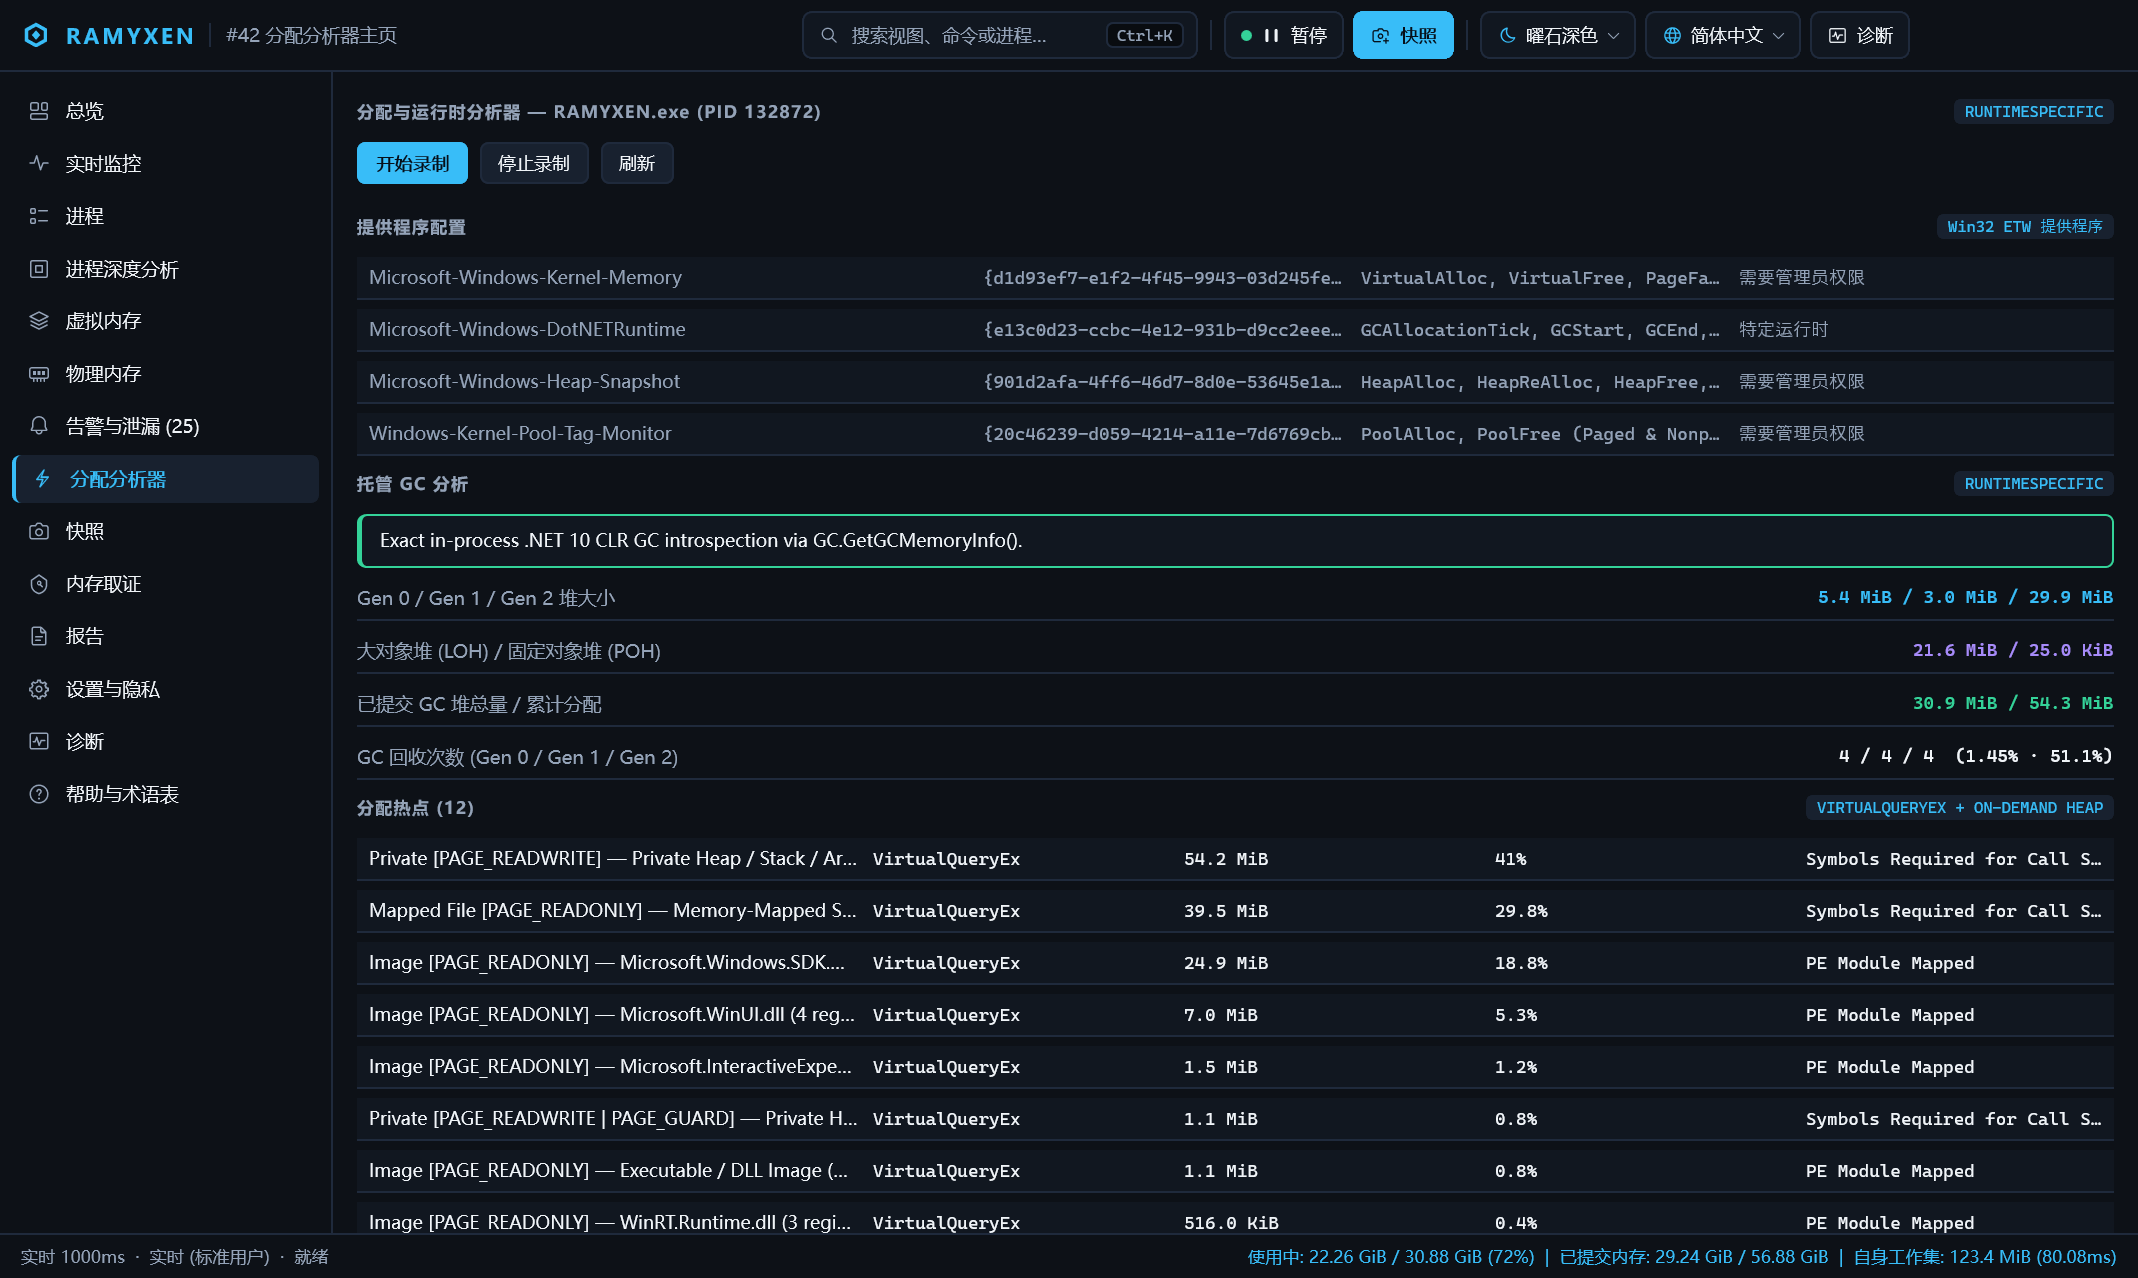 RAMYXEN
#42 分配分析器主页
搜索视图、命令或进程...
Ctrl+K
暂停
快照
曜石深色
简体中文
诊断
总览
实时监控
进程
进程深度分析
虚拟内存
物理内存
告警与泄漏 (25)
分配分析器
快照
内存取证
报告
设置与隐私
诊断
帮助与术语表
分配与运行时分析器 — RAMYXEN.exe (PID 132872)
RUNTIMESPECIFIC
开始录制
停止录制
刷新
提供程序配置
Win32 ETW 提供程序
Microsoft-Windows-Kernel-Memory {d1d93ef7-e1f2-4f45-9943-03d245fe… VirtualAlloc, VirtualFree, PageFa… 需要管理员权限
Microsoft-Windows-DotNETRuntime {e13c0d23-ccbc-4e12-931b-d9cc2eee… GCAllocationTick, GCStart, GCEnd,… 特定运行时
Microsoft-Windows-Heap-Snapshot {901d2afa-4ff6-46d7-8d0e-53645e1a… HeapAlloc, HeapReAlloc, HeapFree,… 需要管理员权限
Windows-Kernel-Pool-Tag-Monitor {20c46239-d059-4214-a11e-7d6769cb… PoolAlloc, PoolFree (Paged & Nonp… 需要管理员权限
托管 GC 分析
RUNTIMESPECIFIC
Exact in-process .NET 10 CLR GC introspection via GC.GetGCMemoryInfo().
Gen 0 / Gen 1 / Gen 2 堆大小 5.4 MiB / 3.0 MiB / 29.9 MiB
大对象堆 (LOH) / 固定对象堆 (POH) 21.6 MiB / 25.0 KiB
已提交 GC 堆总量 / 累计分配 30.9 MiB / 54.3 MiB
GC 回收次数 (Gen 0 / Gen 1 / Gen 2) 4 / 4 / 4 (1.45% · 51.1%)
分配热点 (12)
VIRTUALQUERYEX + ON-DEMAND HEAP
Private [PAGE_READWRITE] — Private Heap / Stack / Ar… VirtualQueryEx 54.2 MiB 41% Symbols Required for Call S…
Mapped File [PAGE_READONLY] — Memory-Mapped S… VirtualQueryEx 39.5 MiB 29.8% Symbols Required for Call S…
Image [PAGE_READONLY] — Microsoft.Windows.SDK.… VirtualQueryEx 24.9 MiB 18.8% PE Module Mapped
Image [PAGE_READONLY] — Microsoft.WinUI.dll (4 reg… VirtualQueryEx 7.0 MiB 5.3% PE Module Mapped
Image [PAGE_READONLY] — Microsoft.InteractiveExpe… VirtualQueryEx 1.5 MiB 1.2% PE Module Mapped
Private [PAGE_READWRITE | PAGE_GUARD] — Private H… VirtualQueryEx 1.1 MiB 0.8% Symbols Required for Call S…
Image [PAGE_READONLY] — Executable / DLL Image (… VirtualQueryEx 1.1 MiB 0.8% PE Module Mapped
Image [PAGE_READONLY] — WinRT.Runtime.dll (3 regi… VirtualQueryEx 516.0 KiB 0.4% PE Module Mapped
实时 1000ms · 实时 (标准用户) · 就绪
使用中: 22.26 GiB / 30.88 GiB (72%) | 已提交内存: 29.24 GiB / 56.88 GiB | 自身工作集: 123.4 MiB (80.08ms)